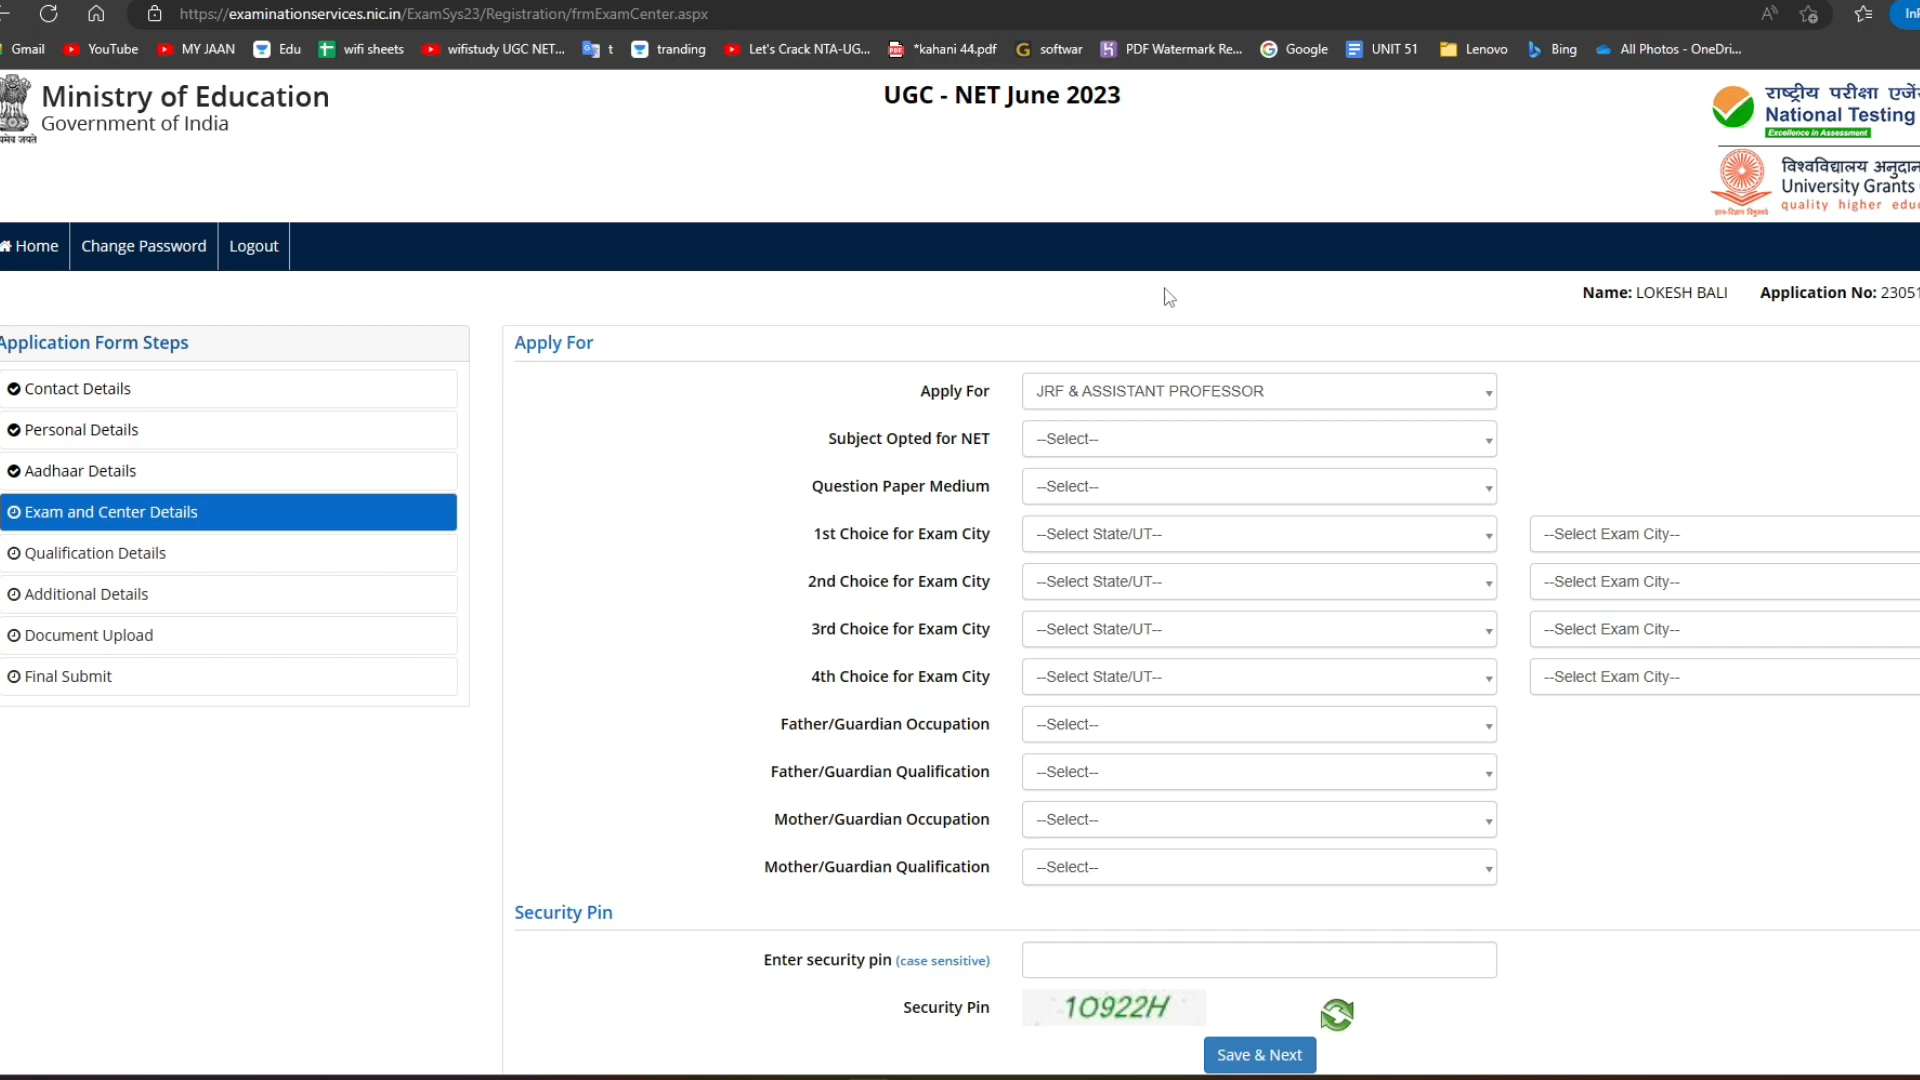 https://examinationservices.nic.in/ExamSys23/Registration/frmExamCenter.aspx
Gmail YouTube MY JAAN Edu wifi sheets wifistudy UGC NET... t tranding Let's Crack NTA-UG... *kahani 44.pdf softwar PDF Watermark Re... Google UNIT 51 Lenovo Bing All Photos - OneDri...
Ministry of Education
Government of India
UGC - NET June 2023
राष्ट्रीय परीक्षा
National Testing
Excellence in Assessment
विश्वविद्यालय
University Grants
quality higher
Home Change Password Logout
Name: LOKESH BALI Application No: 23051
Application Form Steps
Contact Details
Personal Details
Aadhaar Details
Exam and Center Details
Qualification Details
Additional Details
Document Upload
Final Submit
Apply For
Apply For JRF & ASSISTANT PROFESSOR
Subject Opted for NET --Select--
Question Paper Medium --Select--
1st Choice for Exam City --Select State/UT-- --Select Exam City--
2nd Choice for Exam City --Select State/UT-- --Select Exam City--
3rd Choice for Exam City --Select State/UT-- --Select Exam City--
4th Choice for Exam City --Select State/UT-- --Select Exam City--
Father/Guardian Occupation --Select--
Father/Guardian Qualification --Select--
Mother/Guardian Occupation --Select--
Mother/Guardian Qualification --Select--
Security Pin
Enter security pin (case sensitive)
Security Pin 10922H
Save & Next